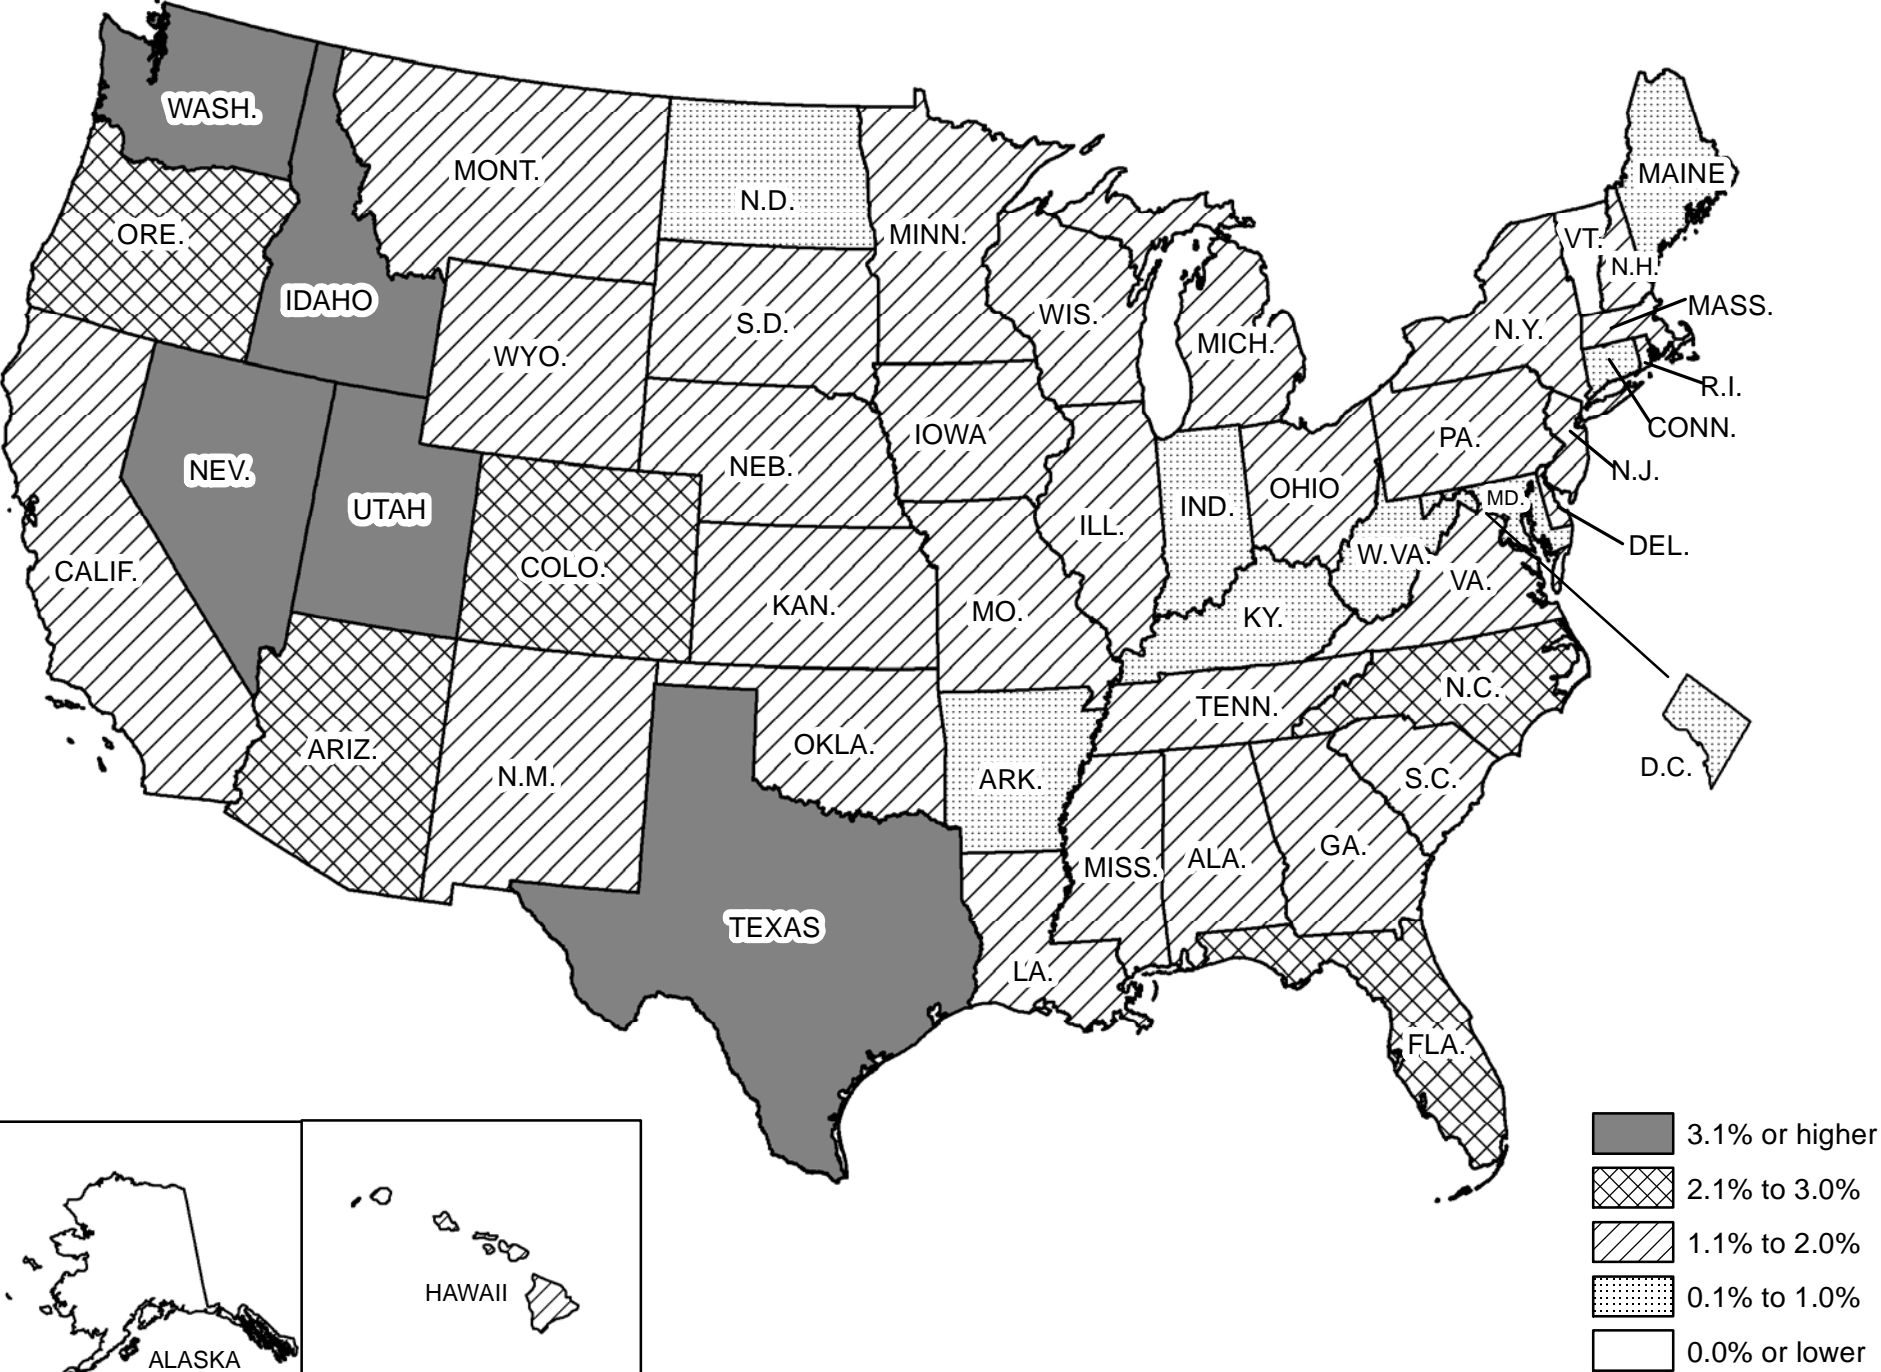 WASH.
MONT.
N.D.
MINN.
ORE.
IDAHO
S.D.
WYO.
WIS.
MICH.
MAINE
VT.
N.H.
MASS.
N.Y.
R.I.
CONN.
N.J.
PA.
IOWA
NEB.
NEV.
UTAH
COLO.
CALIF.
KAN.
MO.
ILL.
IND.
OHIO
MD.
DEL.
W.VA.
VA.
KY.
N.C.
TENN.
D.C.
S.C.
ARIZ.
N.M.
OKLA.
ARK.
MISS.
ALA.
GA.
TEXAS
LA.
FLA.
HAWAII
ALASKA
3.1% or higher
2.1% to 3.0%
1.1% to 2.0%
0.1% to 1.0%
0.0% or lower